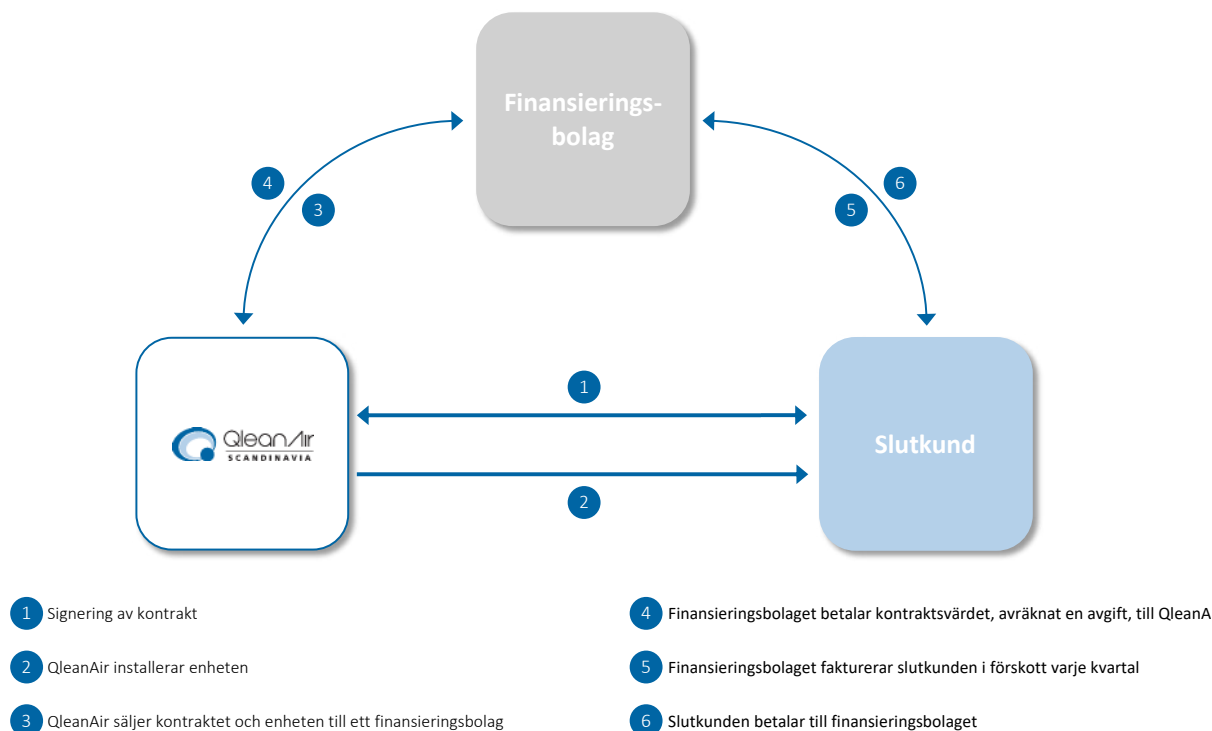 Finansierings-
bolag
4
3
6
5
QleanAir
SCANDINAVIA
1
2
Slutkund
1 Signering av kontrakt
2 QleanAir installerar enheten
3 QleanAir säljer kontraktet och enheten till ett finansieringsbolag
4 Finansieringsbolaget betalar kontraktsvärdet, avräknat en avgift, till QleanA
5 Finansieringsbolaget fakturerar slutkunden i förskott varje kvartal
6 Slutkunden betalar till finansieringsbolaget